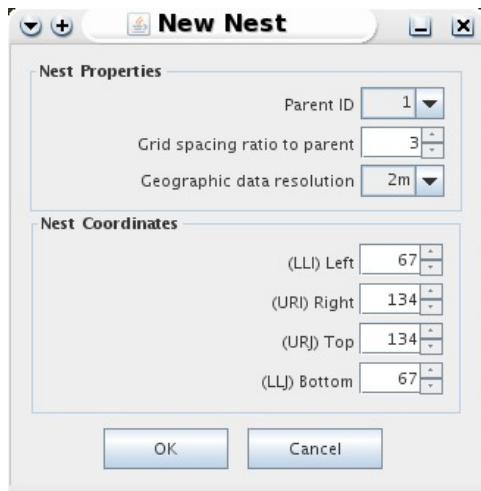 New Nest
Nest Properties
Parent ID 1
Grid spacing ratio to parent 3
Geographic data resolution 2m
Nest Coordinates
(LLI) Left 67
(URI) Right 134
(URJ) Top 134
(LLJ) Bottom 67
OK Cancel